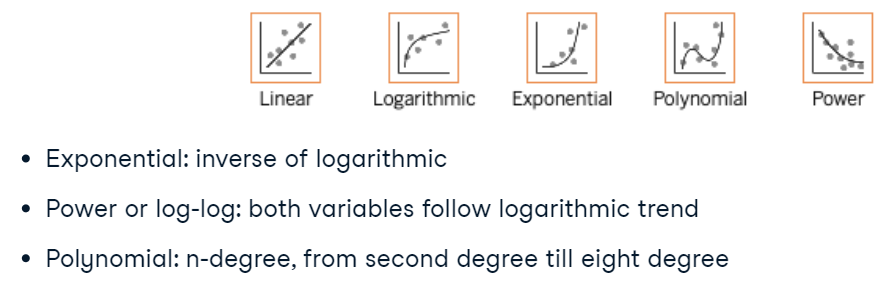 Linear Logarithmic Exponential Polynomial Power
• Exponential: inverse of logarithmic
• Power or log-log: both variables follow logarithmic trend
• Polynomial: n-degree, from second degree till eight degree